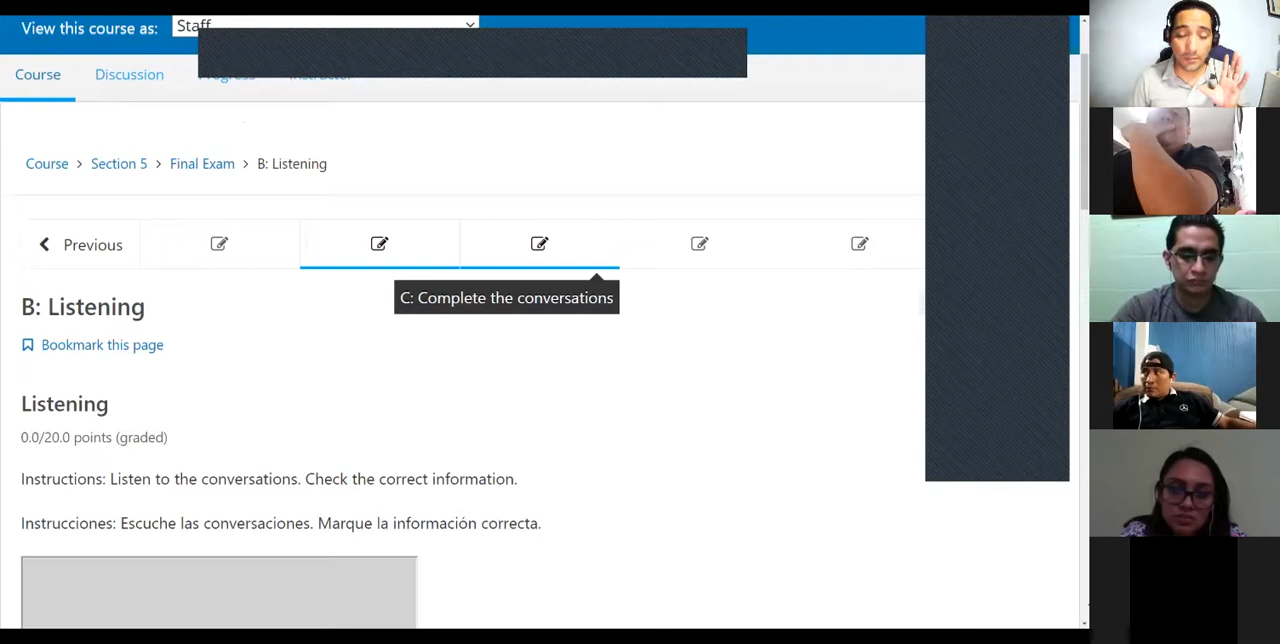 View this course as: Staff
Course Discussion Progress Instructor
Course > Section 5 > Final Exam > B: Listening
Previous
C: Complete the conversations
B: Listening
Bookmark this page
Listening
0.0/20.0 points (graded)
Instructions: Listen to the conversations. Check the correct information.
Instrucciones: Escuche las conversaciones. Marque la información correcta.